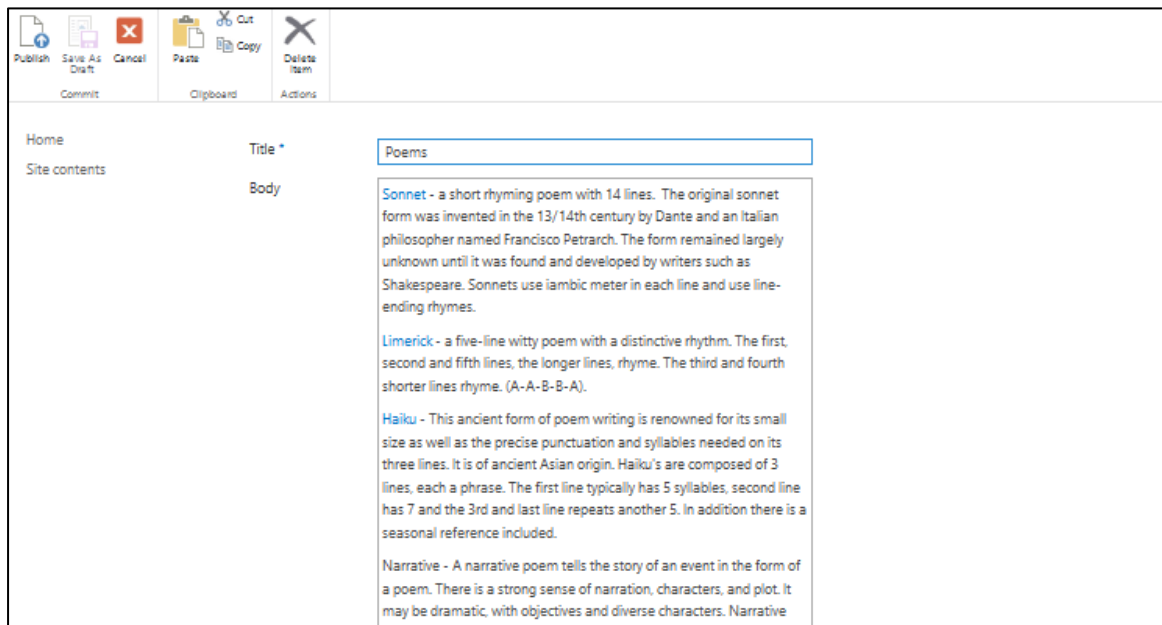 Cut
Copy
Publish
Save As
Draft
Cancel
Paste
Delete
Item
Commit
Clipboard
Actions
Home
Site contents
Title *
Poems
Body
Sonnet - a short rhyming poem with 14 lines.  The original sonnet
form was invented in the 13/14th century by Dante and an Italian
philosopher named Francisco Petrarch. The form remained largely
unknown until it was found and developed by writers such as
Shakespeare. Sonnets use iambic meter in each line and use line-
ending rhymes.
Limerick - a five-line witty poem with a distinctive rhythm. The first,
second and fifth lines, the longer lines, rhyme. The third and fourth
shorter lines rhyme. (A-A-B-B-A).
Haiku - This ancient form of poem writing is renowned for its small
size as well as the precise punctuation and syllables needed on its
three lines. It is of ancient Asian origin. Haiku's are composed of 3
lines, each a phrase. The first line typically has 5 syllables, second line
has 7 and the 3rd and last line repeats another 5. In addition there is a
seasonal reference included.
Narrative - A narrative poem tells the story of an event in the form of
a poem. There is a strong sense of narration, characters, and plot. It
may be dramatic, with objectives and diverse characters. Narrative